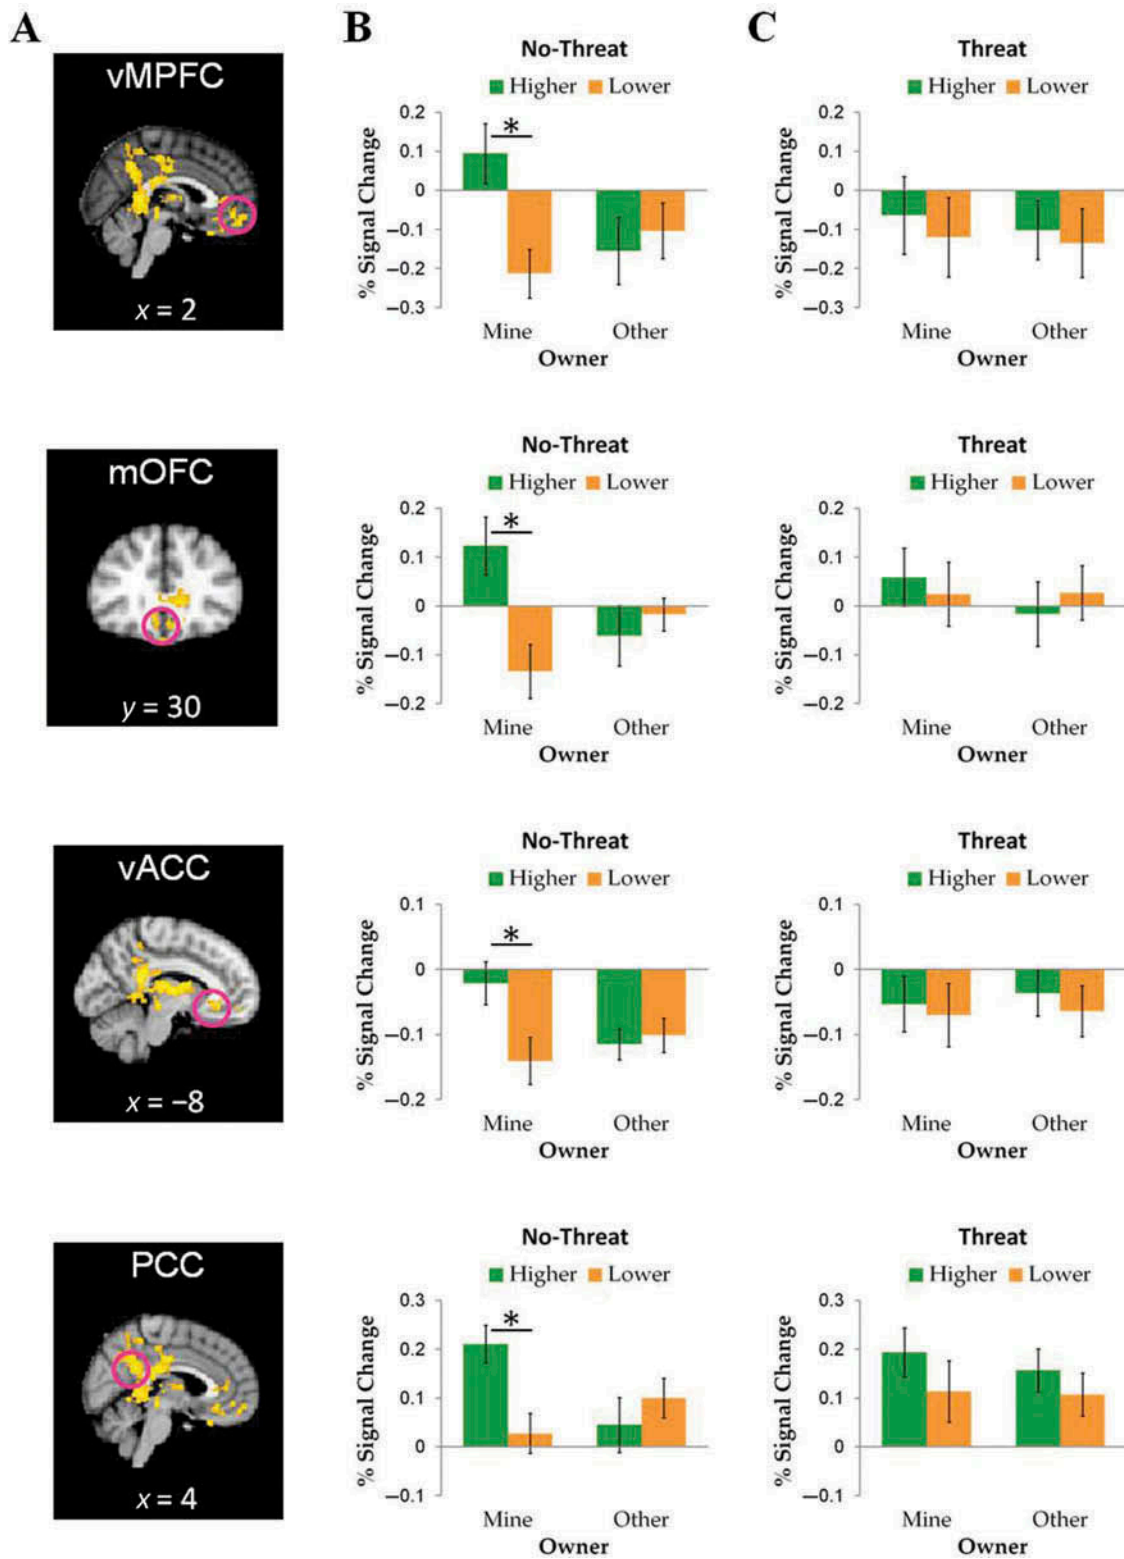 A
B
C
vMPFC
x = 2
No-Threat
Higher Lower
% Signal Change
0.2
0.1
0
–0.1
–0.2
–0.3
*
Mine Other
Owner
Threat
Higher Lower
% Signal Change
0.2
0.1
0
–0.1
–0.2
–0.3
Mine Other
Owner
mOFC
y = 30
No-Threat
Higher Lower
% Signal Change
0.2
0.1
0
–0.1
–0.2
*
Mine Other
Owner
Threat
Higher Lower
% Signal Change
0.2
0.1
0
–0.1
–0.2
Mine Other
Owner
vACC
x = –8
No-Threat
Higher Lower
% Signal Change
0.1
0
–0.1
–0.2
*
Mine Other
Owner
Threat
Higher Lower
% Signal Change
0.1
0
–0.1
–0.2
Mine Other
Owner
PCC
x = 4
No-Threat
Higher Lower
% Signal Change
0.3
0.2
0.1
0
–0.1
*
Mine Other
Owner
Threat
Higher Lower
% Signal Change
0.3
0.2
0.1
0
–0.1
Mine Other
Owner